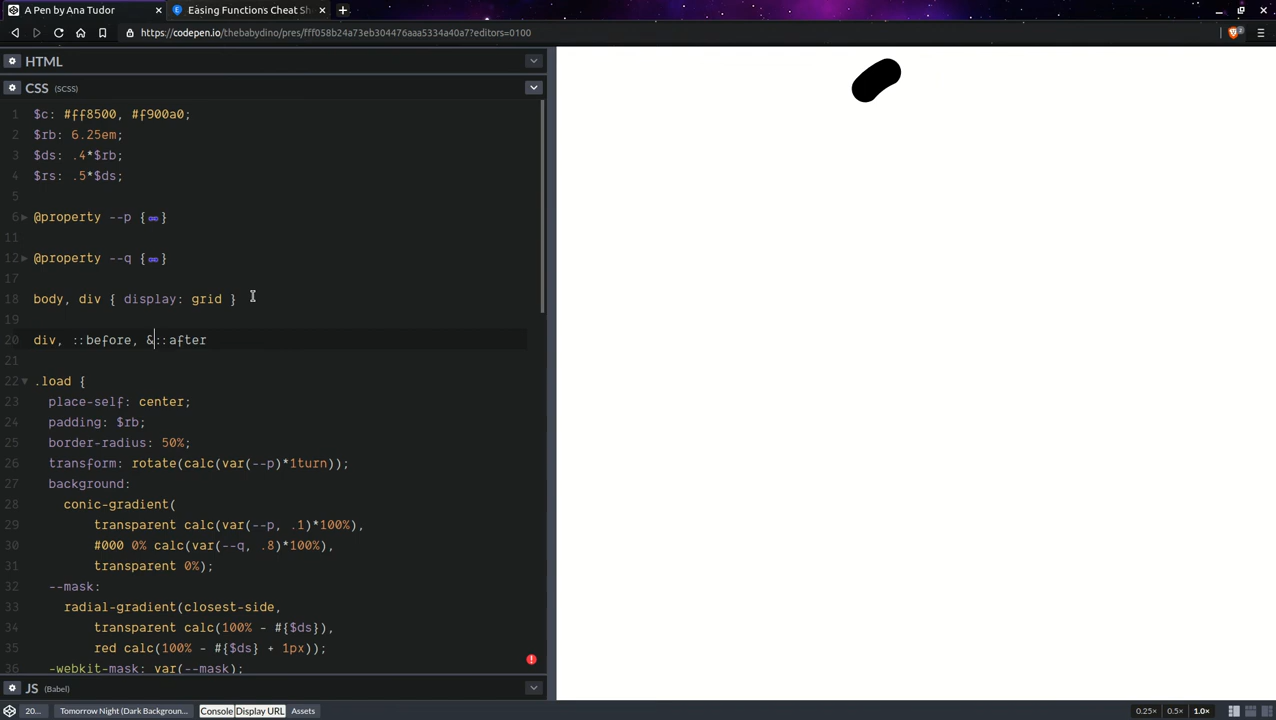 A Pen by Ana Tudor
Easing Functions Cheat Sh
https://codepen.io/thebabydino/pres/fff058b24a73eb304476aaa5334a40a7?editors=0100
2
HTML
CSS (SCSS)
1 $c: #ff8500, #f900a0;
2 $rb: 6.25em;
3 $ds: .4*$rb;
4 $rs: .5*$ds;
5
6 @property --p {}
11
12 @property --q {}
17
18 body, div { display: grid }
19
20 div, ::before, &::after
21
22 .load {
23 place-self: center;
24 padding: $rb;
25 border-radius: 50%;
26 transform: rotate(calc(var(--p)*1turn));
27 background:
28 conic-gradient(
29 transparent calc(var(--p, .1)*100%),
30 #000 0% calc(var(--q, .8)*100%),
31 transparent 0%);
32 --mask:
33 radial-gradient(closest-side,
34 transparent calc(100% - #{$ds}),
35 red calc(100% - #{$ds} + 1px));
36 -webkit-mask: var(--mask);
JS (Babel)
20... Tomorrow Night (Dark Backgroun... Console Display URL Assets 0.25× 0.5× 1.0×